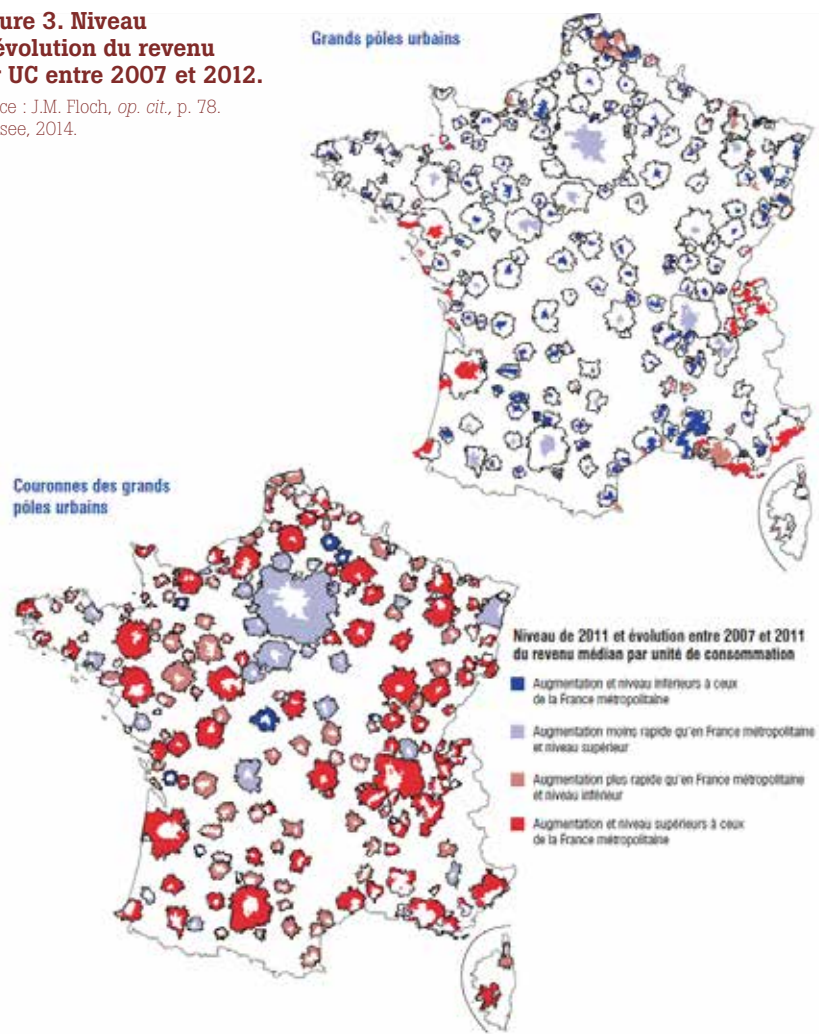 ure 3. Niveau
évolution du revenu
r UC entre 2007 et 2012.
ce : J.M. Floch, op. cit., p. 78.
see, 2014.
Grands pôles urbains
Couronnes des grands
pôles urbains
Niveau de 2011 et évolution entre 2007 et 2011
du revenu médian par unité de consommation
Augmentation et niveau inférieurs à ceux
de la France métropolitaine
Augmentation moins rapide qu'en France métropolitaine
et niveau supérieur
Augmentation plus rapide qu'en France métropolitaine
et niveau inférieur
Augmentation et niveau supérieurs à ceux
de la France métropolitaine